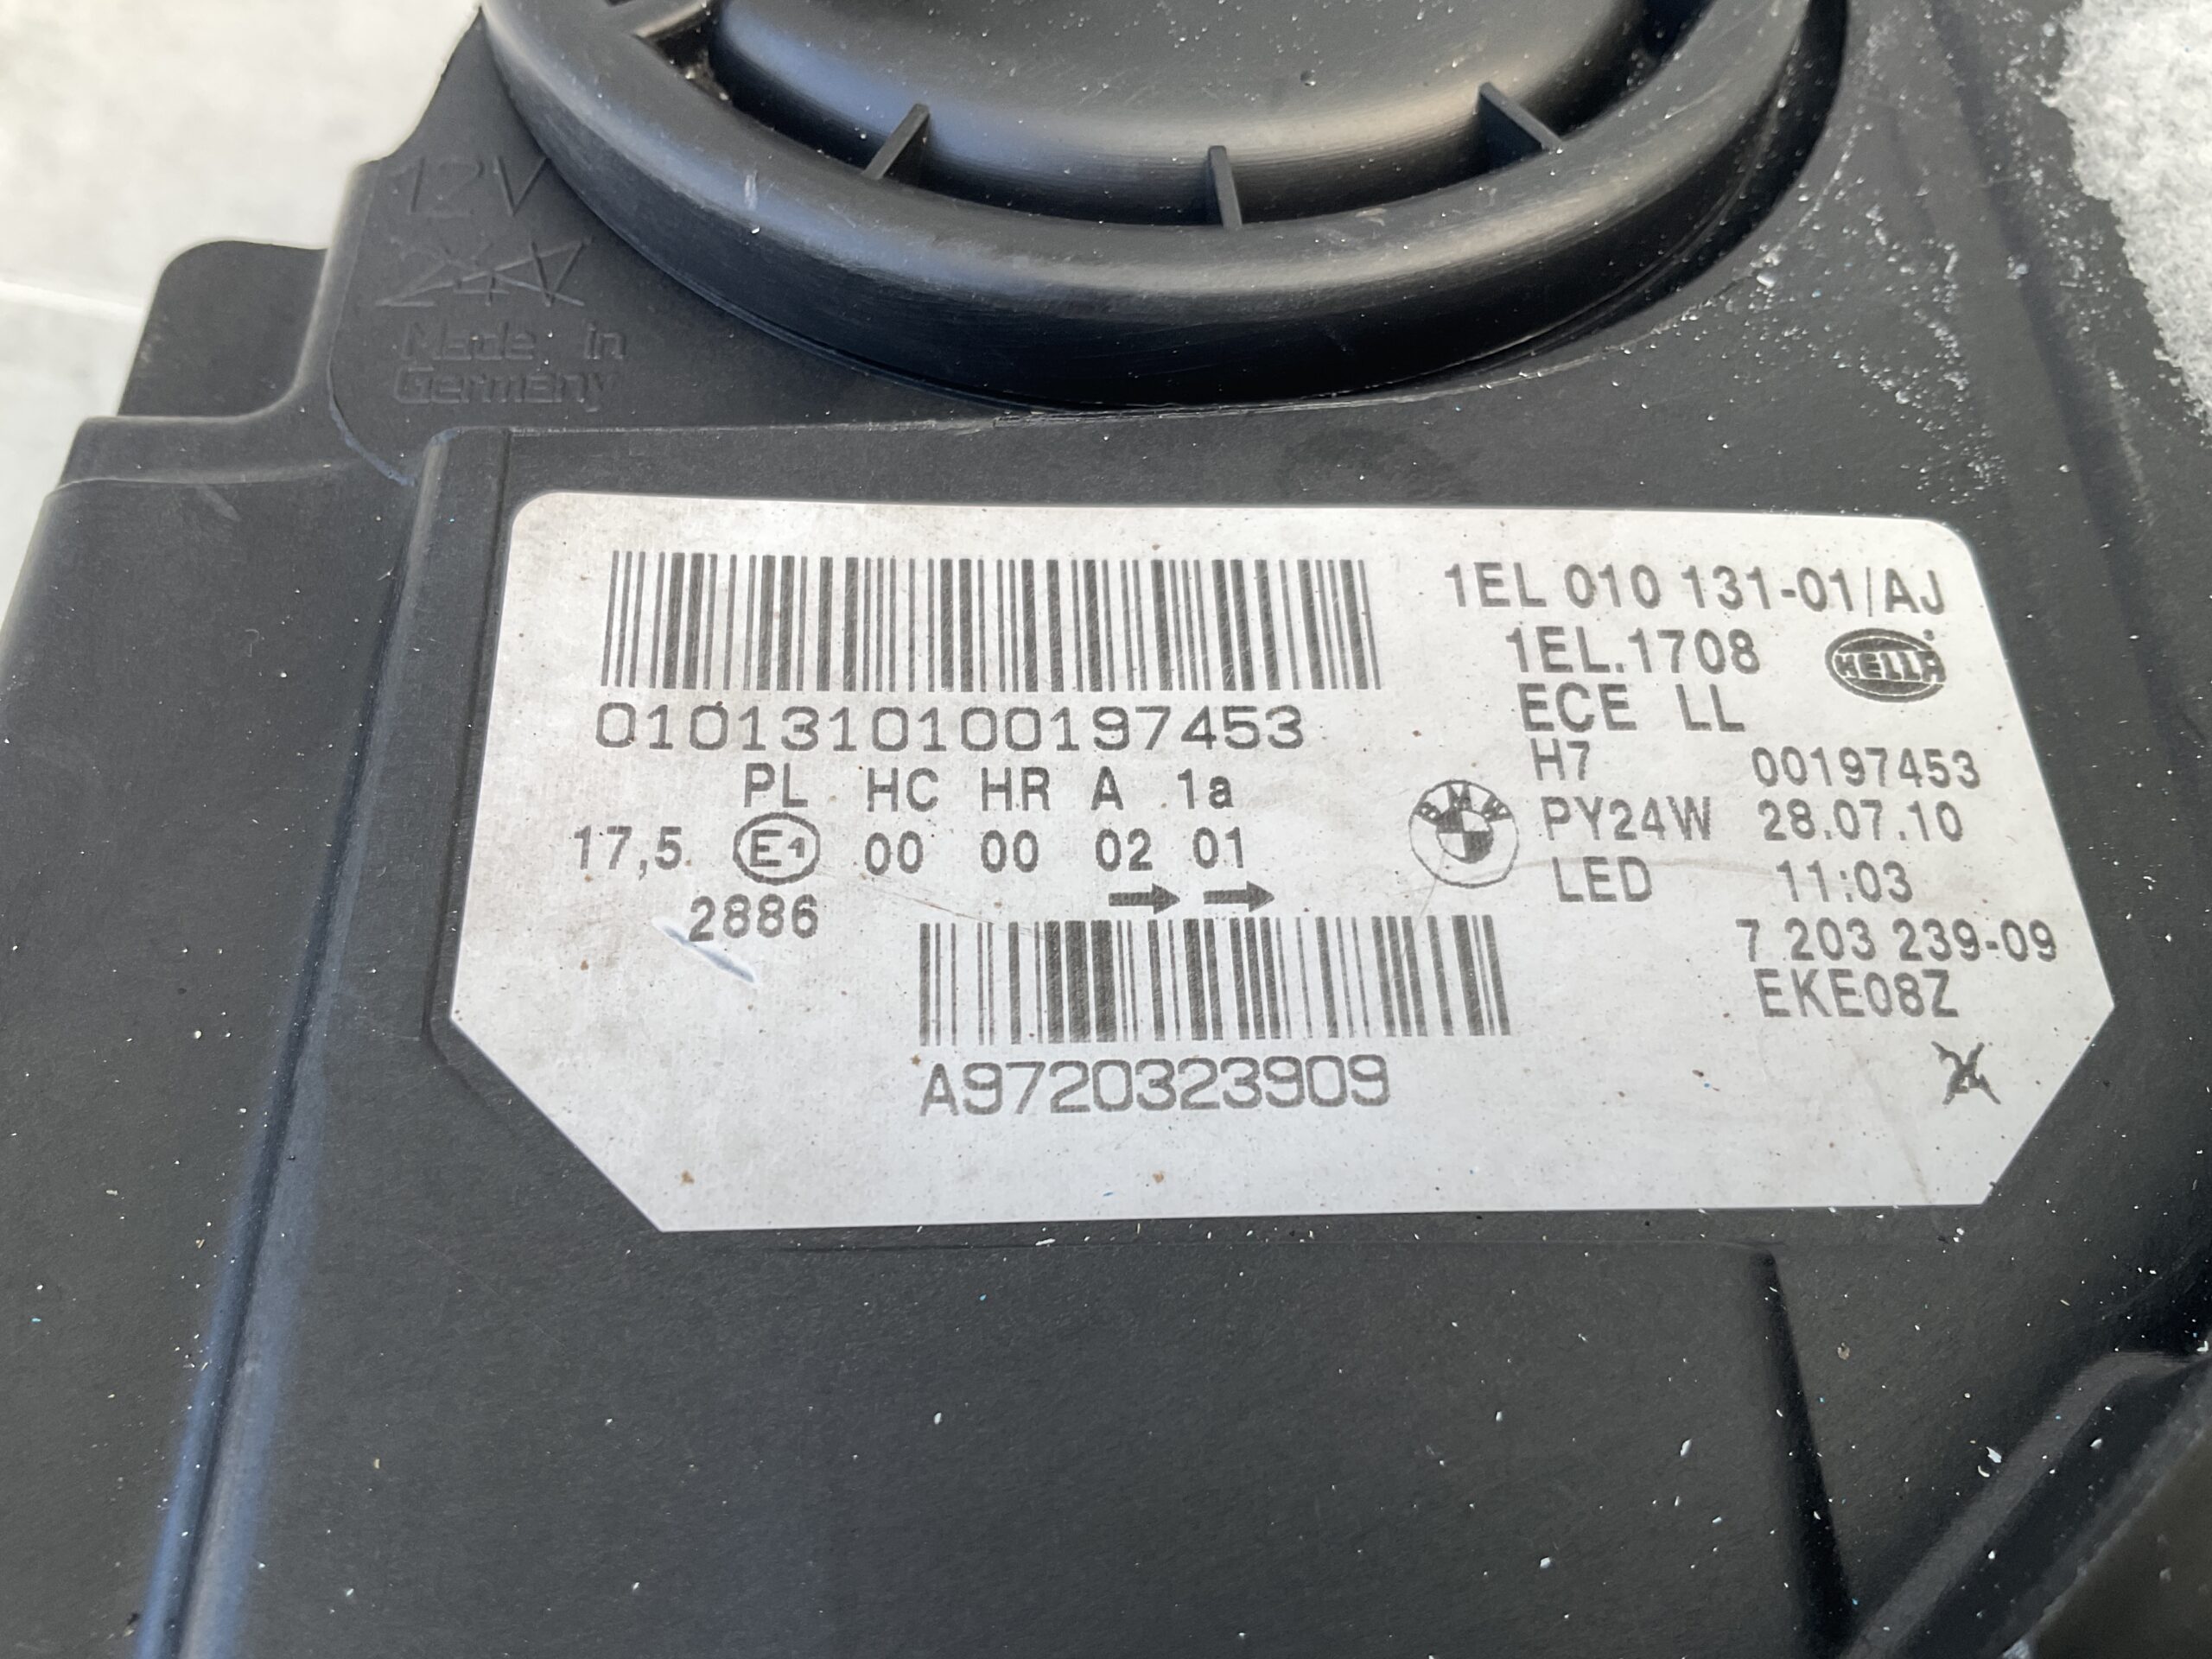 12V
24V
Made in
Germany
1EL 010 131-01/AJ
1EL.1708
HELLA
ECE LL
0101310100197453
H7 00197453
PL HC HR A 1a
BMW
PY24W 28.07.10
17,5 E1 00 00 02 01
LED 11:03
2886
7 203 239-09
EKE08Z
A9720323909